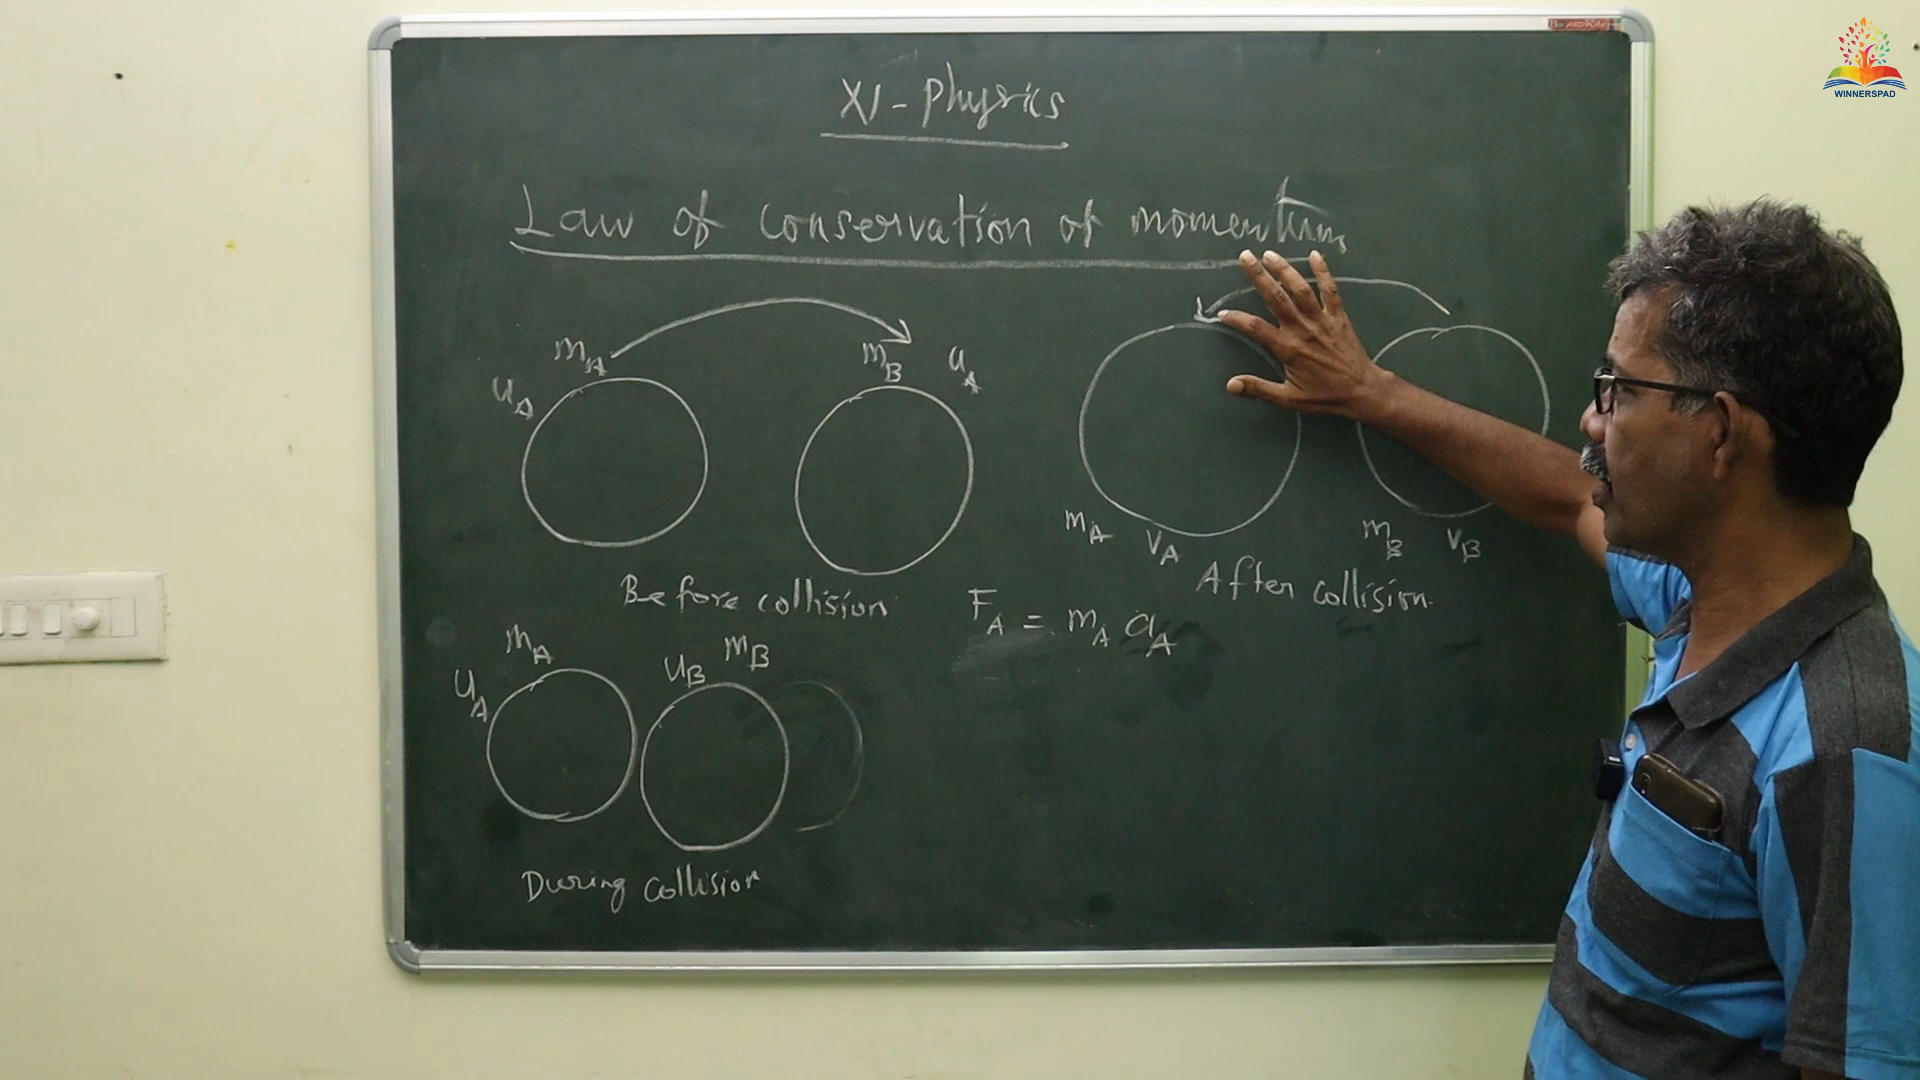 XI - Physics
Law of conservation of momentum
mA
uA
mB
uA
mA vA
mB vB
Before collision
After collision.
FA = mA aA
mA
uA
uB mB
During collision
WINNERSPAD